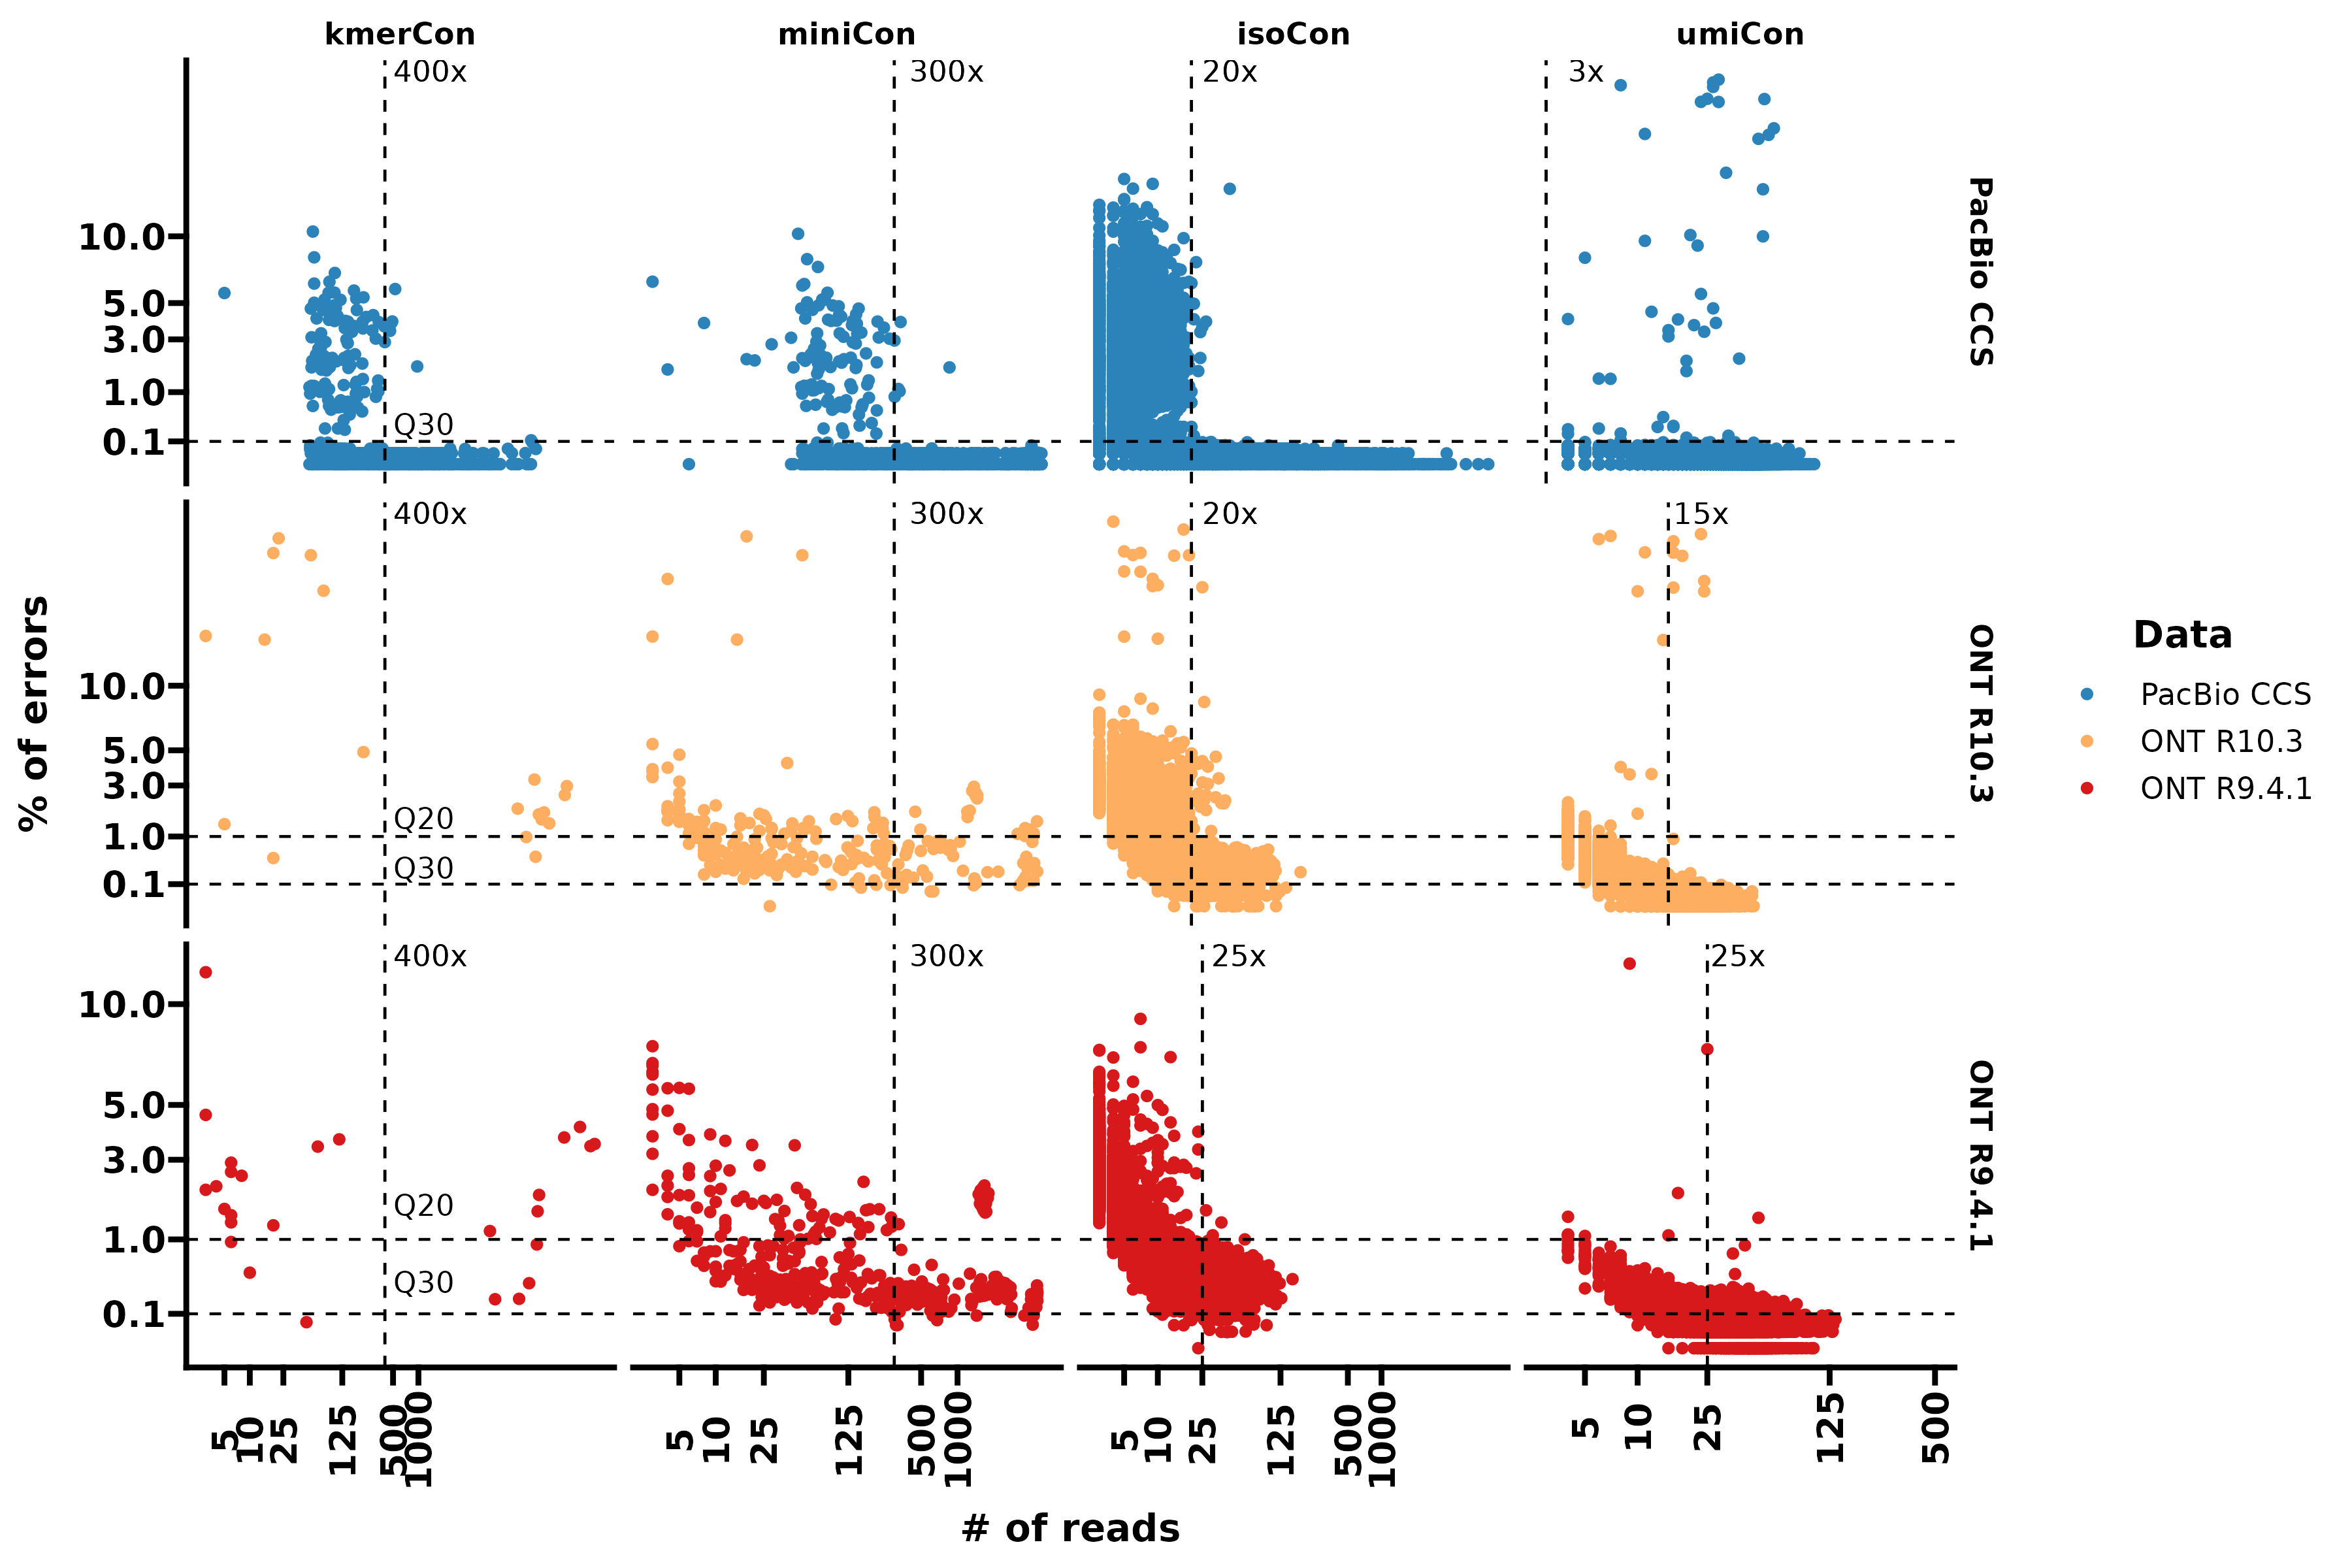 kmerCon miniCon isoCon umiCon
400x 300x 20x 3x
10.0
5.0
3.0
1.0
0.1
Q30
PacBio CCS
400x 300x 20x 15x
10.0
5.0
3.0
1.0
0.1
Q20
Q30
ONT R10.3
% of errors
Data
PacBio CCS
ONT R10.3
ONT R9.4.1
400x 300x 25x 25x
10.0
5.0
3.0
1.0
0.1
Q20
Q30
ONT R9.4.1
5 10 25 125 500 1000 5 10 25 125 500 1000 5 10 25 125 500 1000 5 10 25 125 500
# of reads